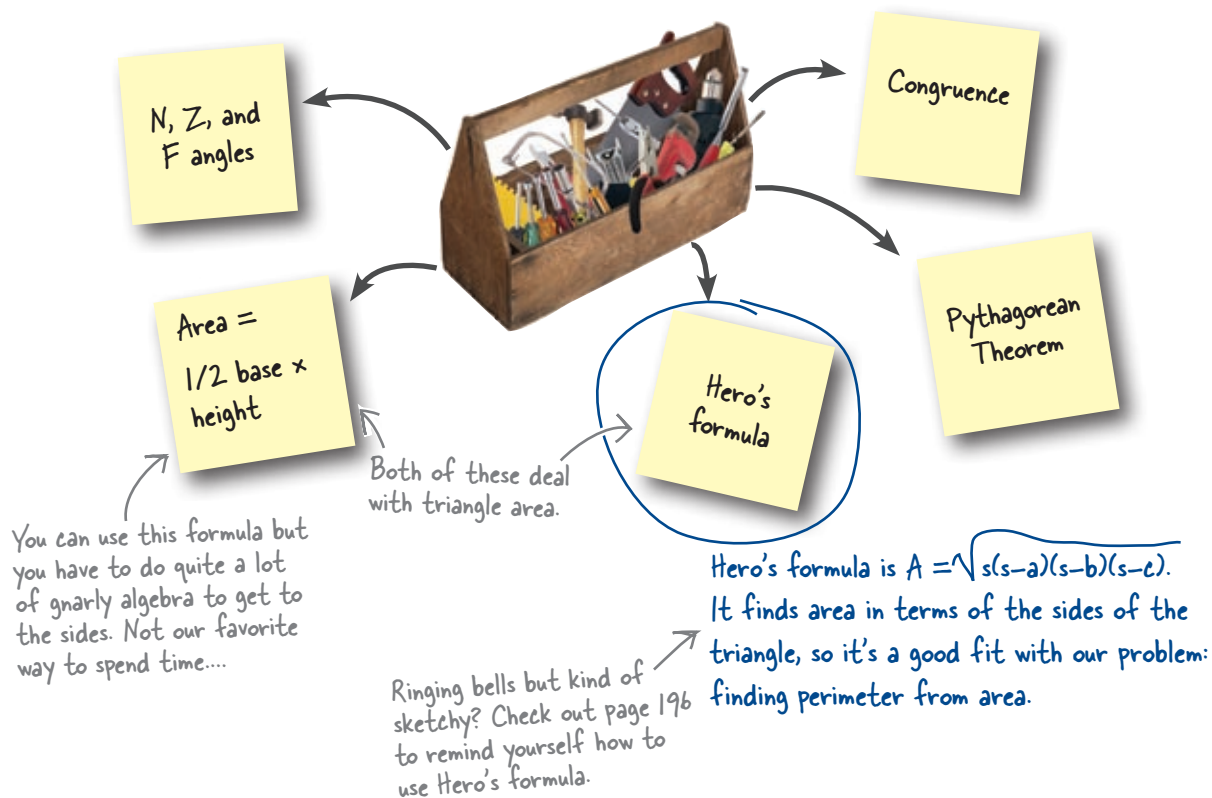 N, Z, and
F angles
Congruence
Area =
1/2 base ×
height
Hero's
formula
Pythagorean
Theorem
Both of these deal
with triangle area.
You can use this formula but
you have to do quite a lot
of gnarly algebra to get to
the sides. Not our favorite
way to spend time....
Hero's formula is A = √s(s-a)(s-b)(s-c).
It finds area in terms of the sides of the
triangle, so it's a good fit with our problem:
finding perimeter from area.
Ringing bells but kind of
sketchy? Check out page 196
to remind yourself how to
use Hero's formula.